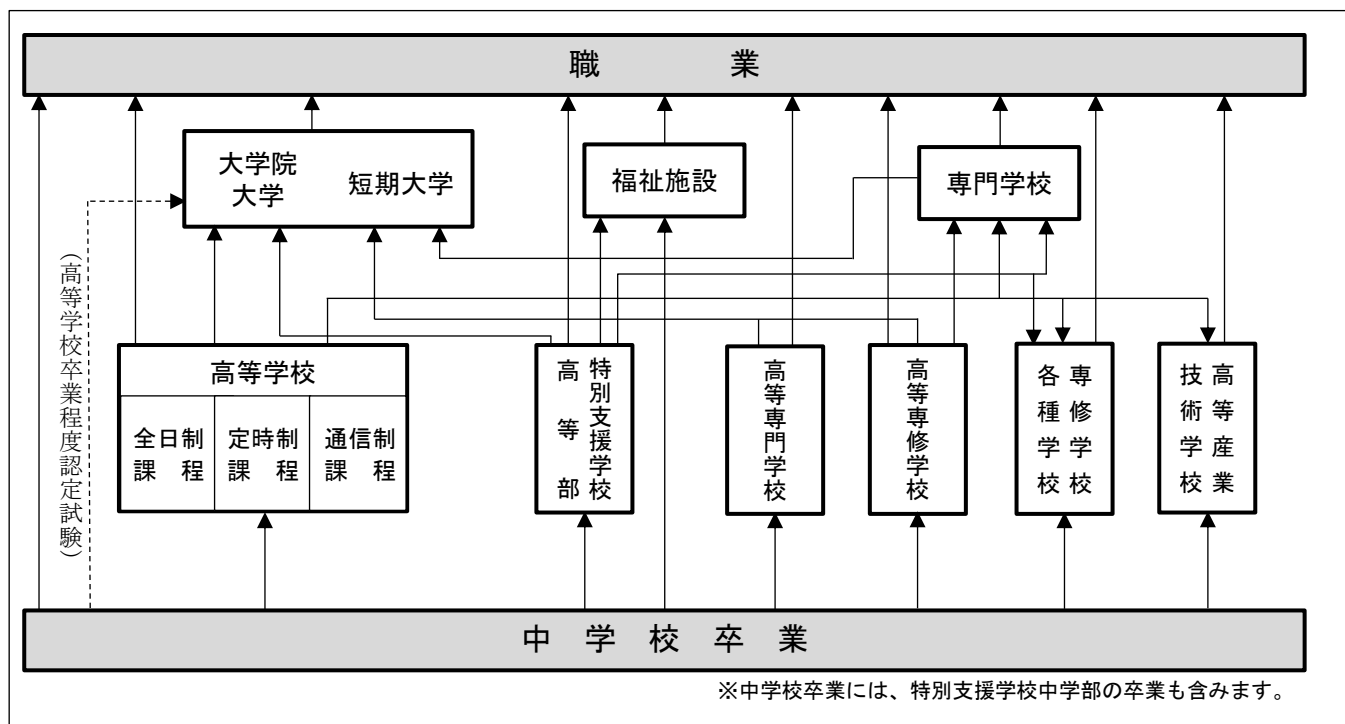 職　業
大学院
大学
短期大学
福祉施設
専門学校
（高等学校卒業程度認定試験）
高等学校
全日制
課　程
定時制
課　程
通信制
課　程
特別支援学校
高　等　部
高等専門学校
高等専修学校
専修学校
各種学校
高等産業
技術学校
中　学　校　卒　業
※中学校卒業には、特別支援学校中学部の卒業も含みます。